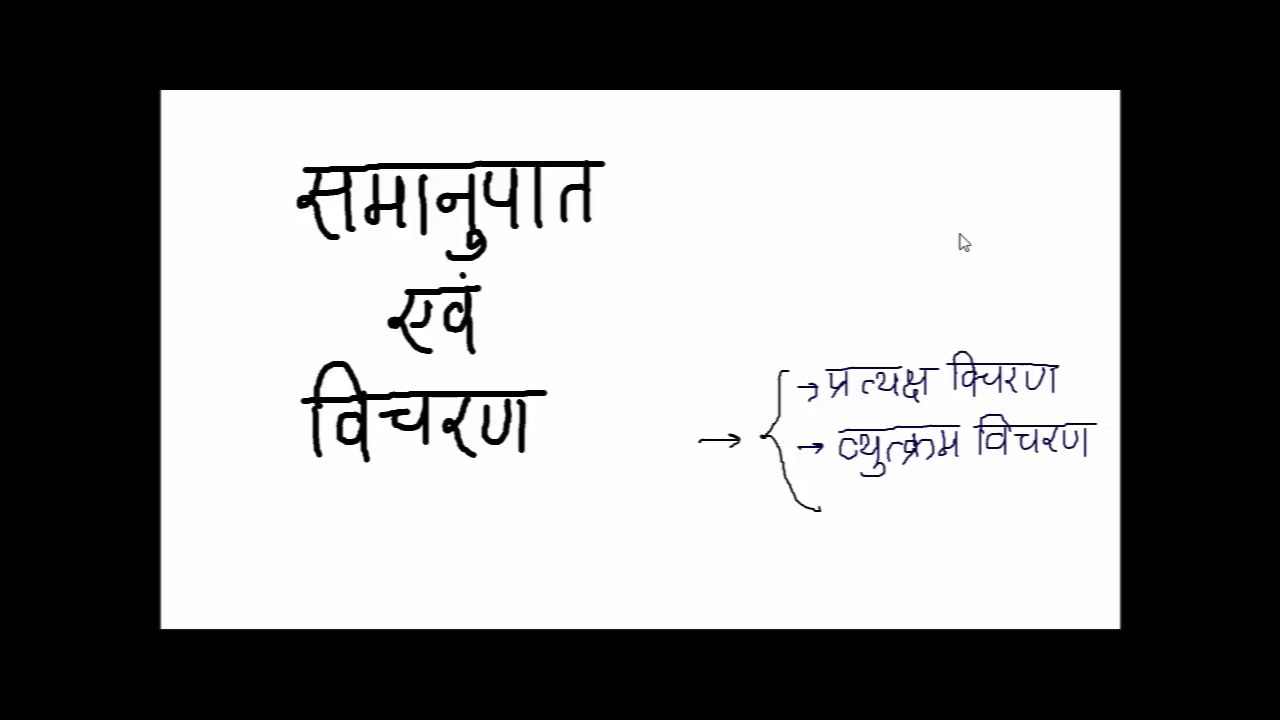 समानुपात
एवं
विचरण
→ प्रत्यक्ष विचरण
→ व्युत्क्रम विचरण